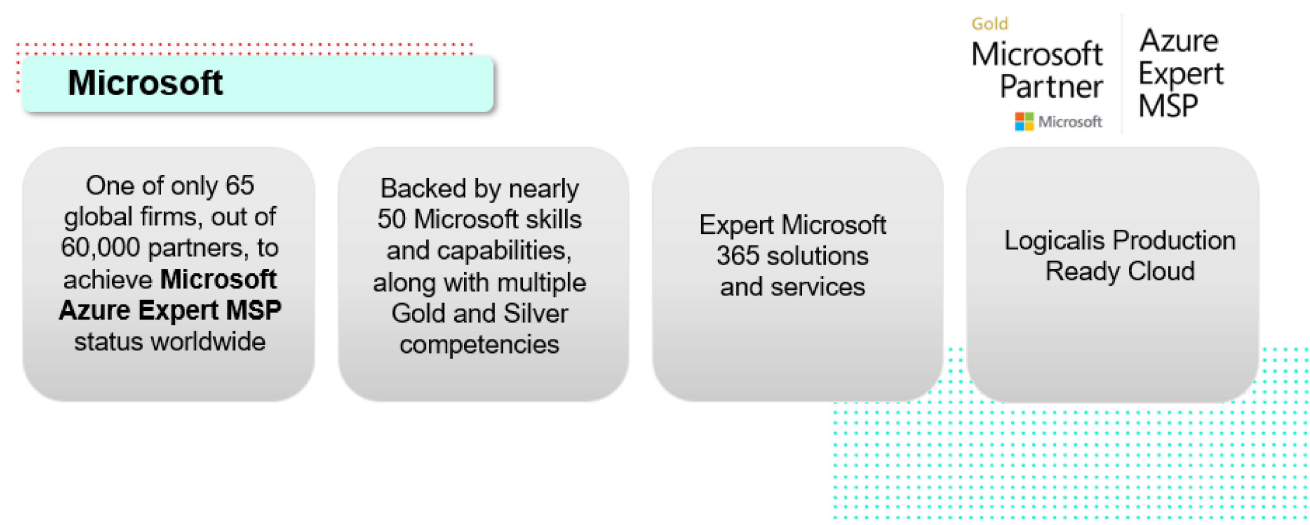 Gold
Microsoft
Partner
Microsoft
Azure
Expert
MSP
Microsoft
One of only 65
global firms, out of
60,000 partners, to
achieve Microsoft
Azure Expert MSP
status worldwide
Backed by nearly
50 Microsoft skills
and capabilities,
along with multiple
Gold and Silver
competencies
Expert Microsoft
365 solutions
and services
Logicalis Production
Ready Cloud